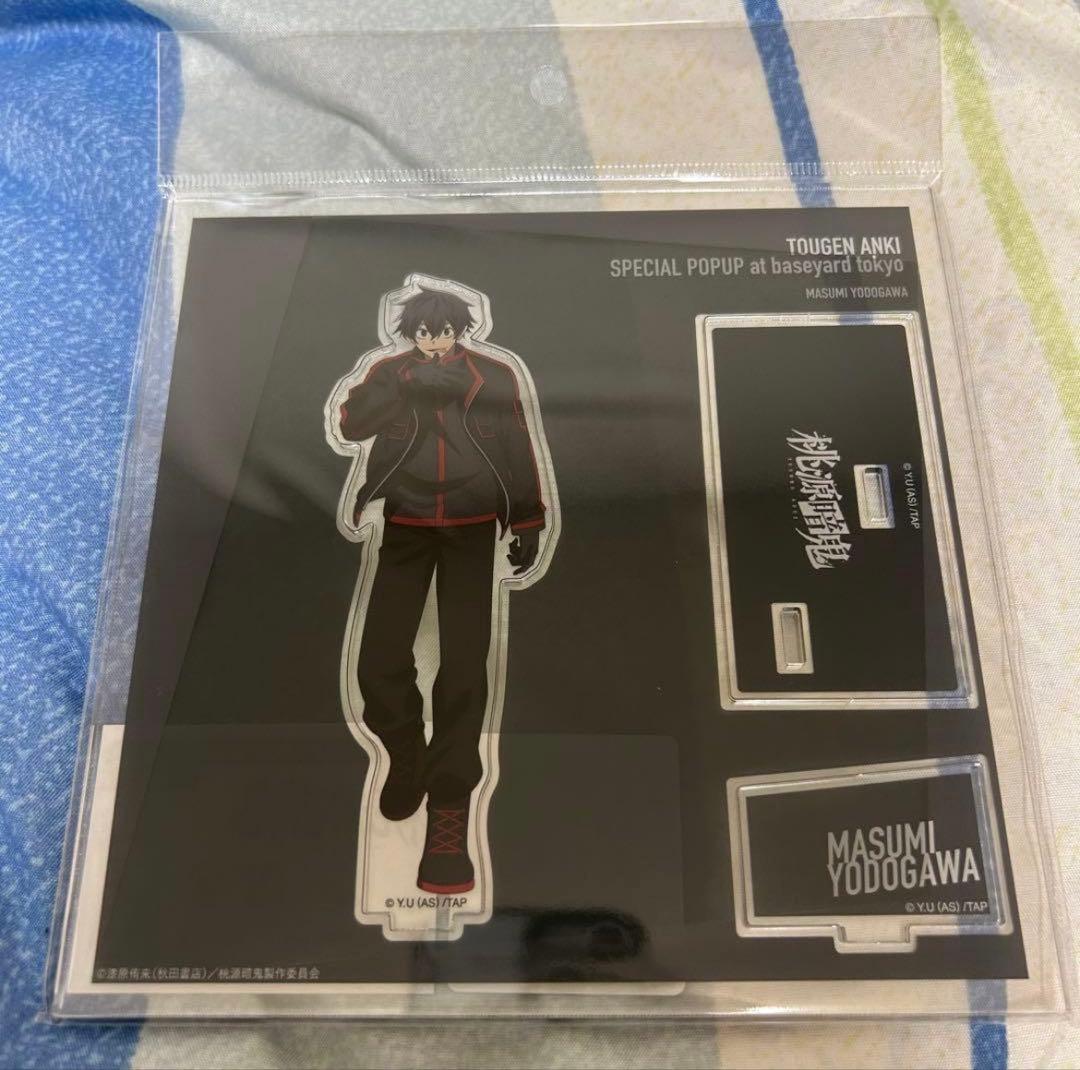 TOUGEN ANKI
SPECIAL POPUP at baseyard tokyo
MASUMI YODOGAWA
桃源暗鬼
TOUGEN ANKI
© Y.U (AS) /TAP
MASUMI
YODOGAWA
© Y.U (AS) /TAP
© Y.U (AS) /TAP
©漆原侑来(秋田書店)/桃源暗鬼製作委員会